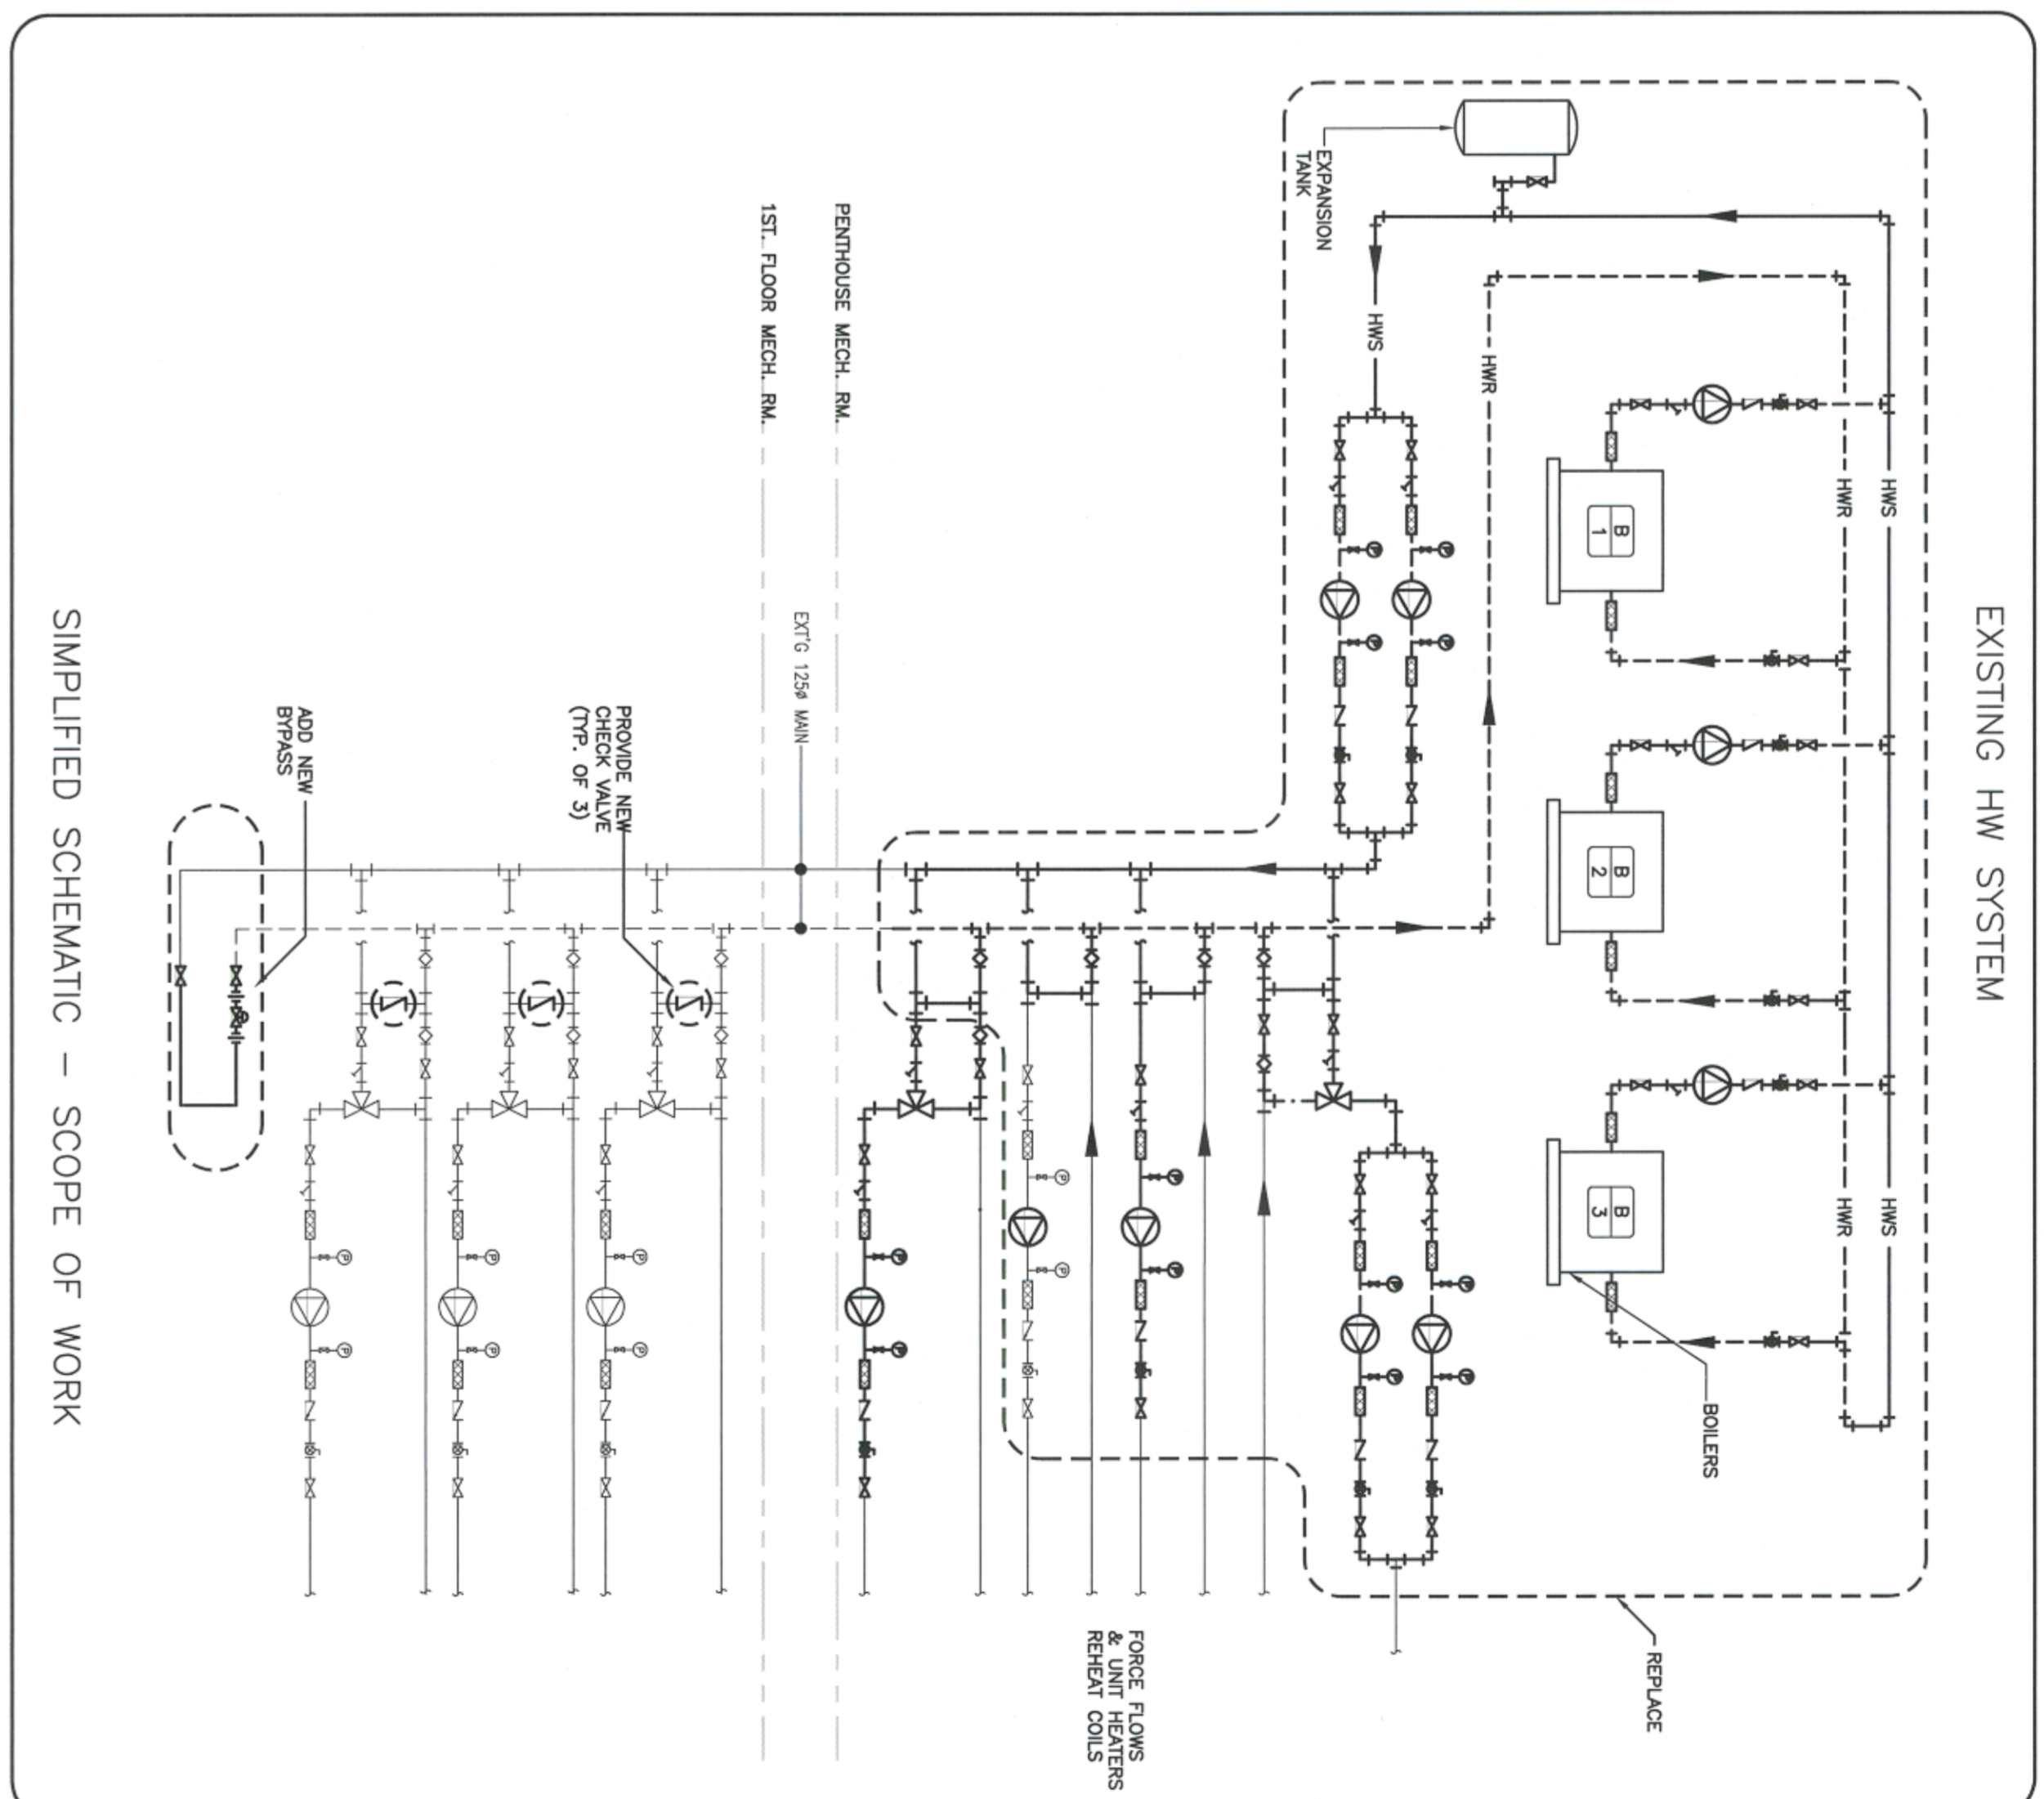 EXISTING HW SYSTEM
HWS
HWR
HWS
HWR
B
1
B
2
B
3
BOILERS
REPLACE
EXPANSION
TANK
HWS
HWR
P
P
P
P
P
P
P
P
FORCE FLOWS
& UNIT HEATERS
REHEAT COILS
P
P
P
P
P
P
PENTHOUSE MECH. RM.
EXT'G 125ø MAIN
1ST. FLOOR MECH. RM.
PROVIDE NEW
CHECK VALVE
(TYP. OF 3)
P
P
P
P
P
P
ADD NEW
BYPASS
SIMPLIFIED SCHEMATIC – SCOPE OF WORK